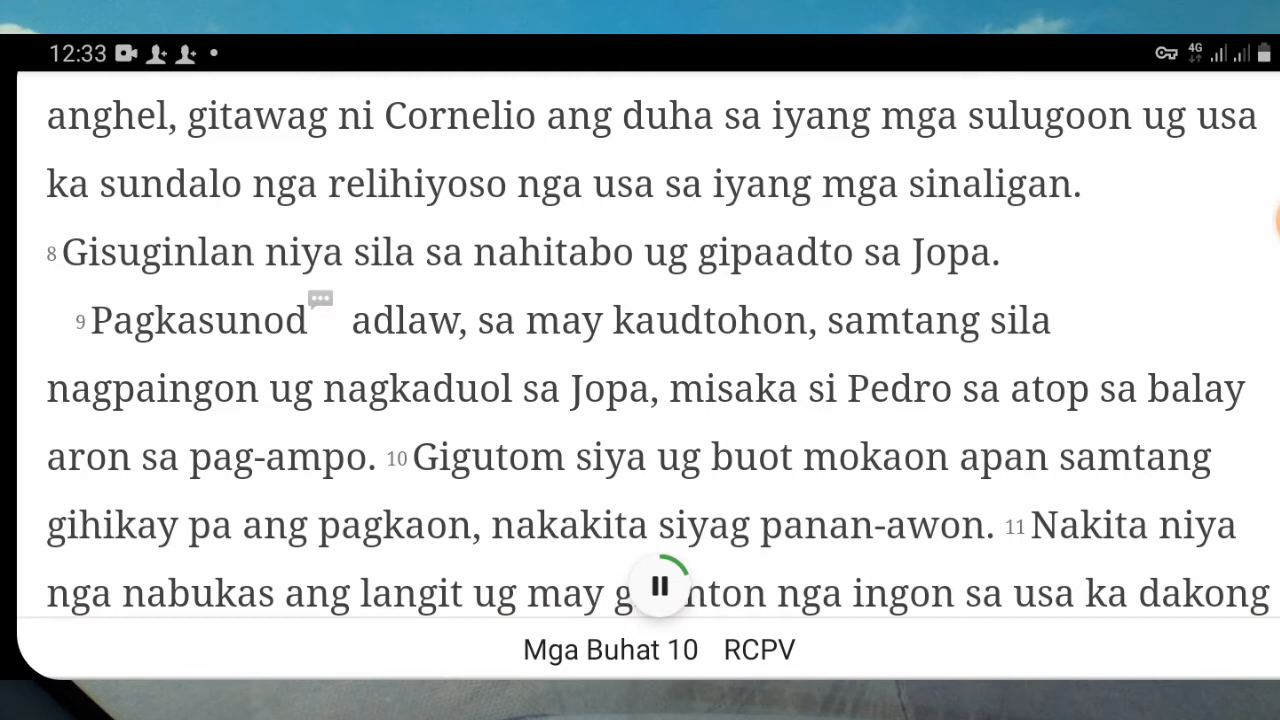 12:33
4G
anghel, gitawag ni Cornelio ang duha sa iyang mga sulugoon ug usa
ka sundalo nga relihiyoso nga usa sa iyang mga sinaligan.
8 Gisuginlan niya sila sa nahitabo ug gipaadto sa Jopa.
9 Pagkasunod adlaw, sa may kaudtohon, samtang sila
nagpaingon ug nagkaduol sa Jopa, misaka si Pedro sa atop sa balay
aron sa pag-ampo. 10 Gigutom siya ug buot mokaon apan samtang
gihikay pa ang pagkaon, nakakita siyag panan-awon. 11 Nakita niya
nga nabukas ang langit ug may nga ingon sa usa ka dakong
Mga Buhat 10 RCPV